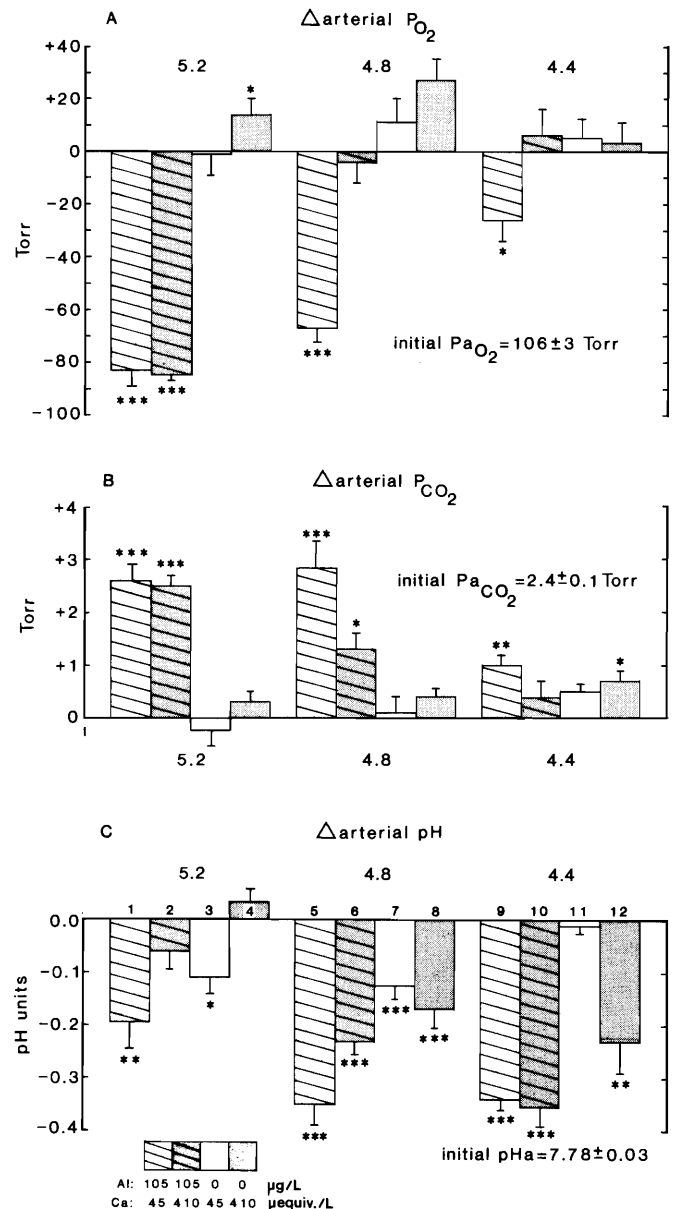 A △ arterial PO2
+40
5.2 4.8 4.4
*
+20
0
-20
*
Torr
-40
-60
initial PaO2=106±3 Torr
***
-80
*** ***
-100
B △ arterial PCO2
+4
***
*** ***
+3
initial PaCO2=2.4±0.1 Torr
Torr
+2
*
** *
+1
0
5.2 4.8 4.4
C △ arterial pH
5.2 4.8 4.4
1 2 3 4 5 6 7 8 9 10 11 12
0.0
-0.1
* ***
pH units
-0.2
** *** *** **
-0.3
*** *** ***
-0.4
initial pHa=7.78±0.03
Al: 105 105 0 0 µg/L
Ca: 45 410 45 410 µequiv./L